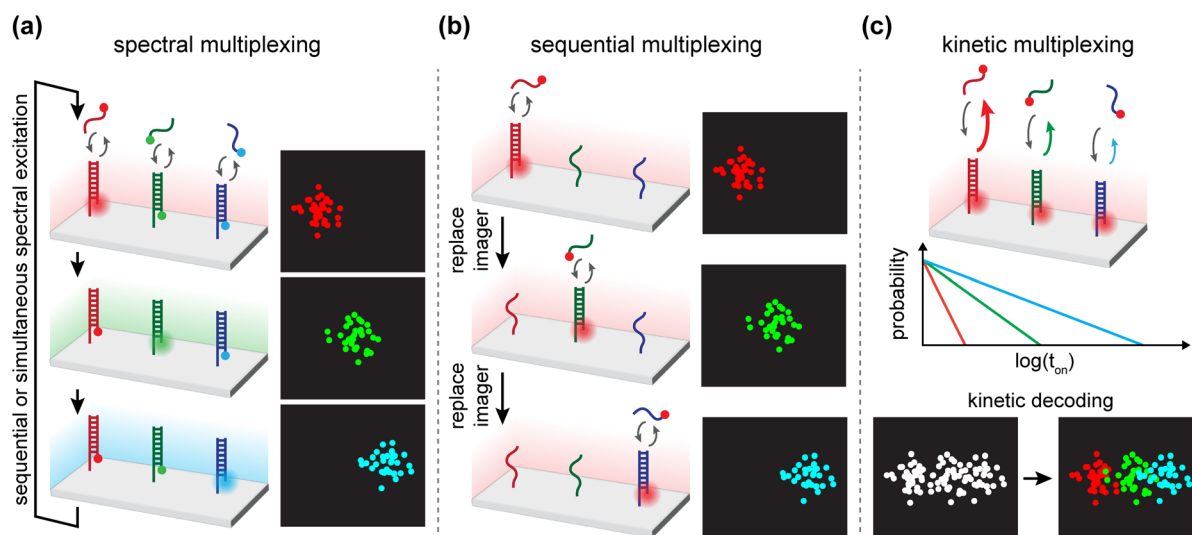 (a)
spectral multiplexing
sequential or simultaneous spectral excitation
(b)
sequential multiplexing
replace
imager
replace
imager
(c)
kinetic multiplexing
probability
log(t_on)
kinetic decoding